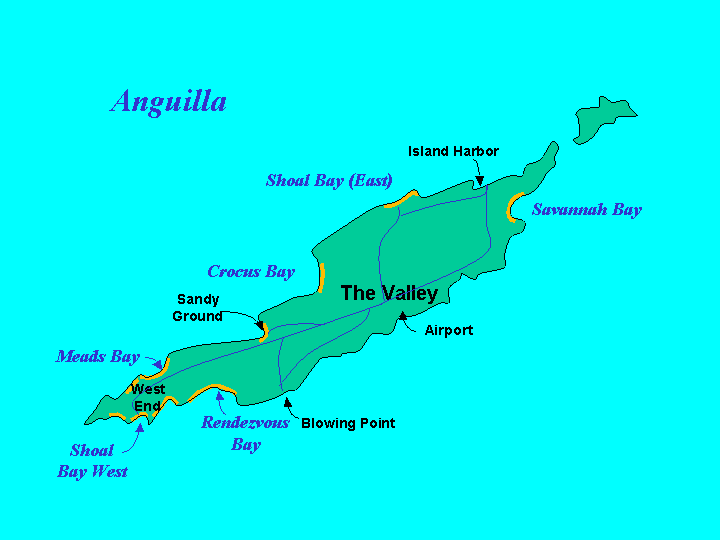 Anguilla
Island Harbor
Shoal Bay (East)
Savannah Bay
Crocus Bay
The Valley
Sandy
Ground
Airport
Meads Bay
West
End
Rendezvous
Bay
Blowing Point
Shoal
Bay West